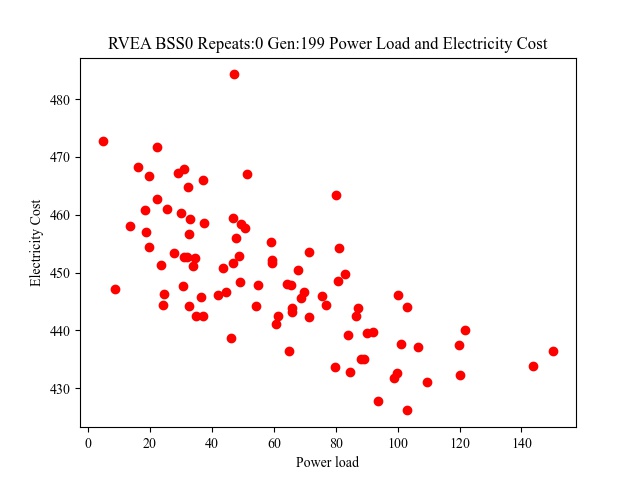 RVEA BSS0 Repeats:0 Gen:199 Power Load and Electricity Cost
480
470
460
450
440
430
Electricity Cost
0 20 40 60 80 100 120 140
Power load